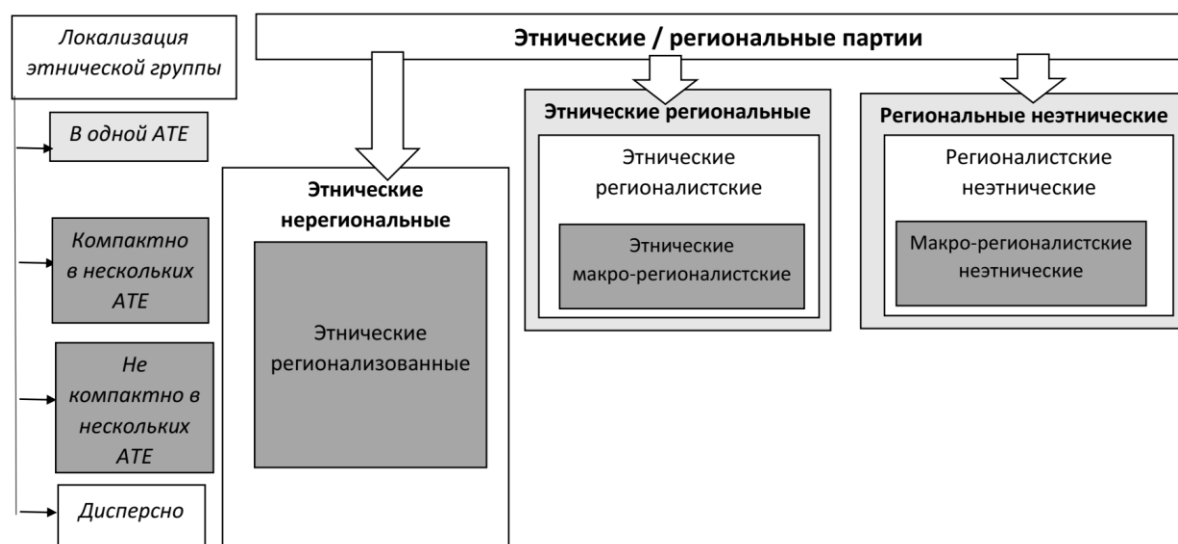 Локализация
этнической группы
В одной АТЕ
Компактно
в нескольких
АТЕ
Не
компактно в
нескольких
АТЕ
Дисперсно
Этнические / региональные партии
Этнические
нерегиональные
Этнические
регионализованные
Этнические региональные
Этнические
регионалистские
Этнические
макро-регионалистские
Региональные неэтнические
Регионалистские
неэтнические
Макро-регионалистские
неэтнические